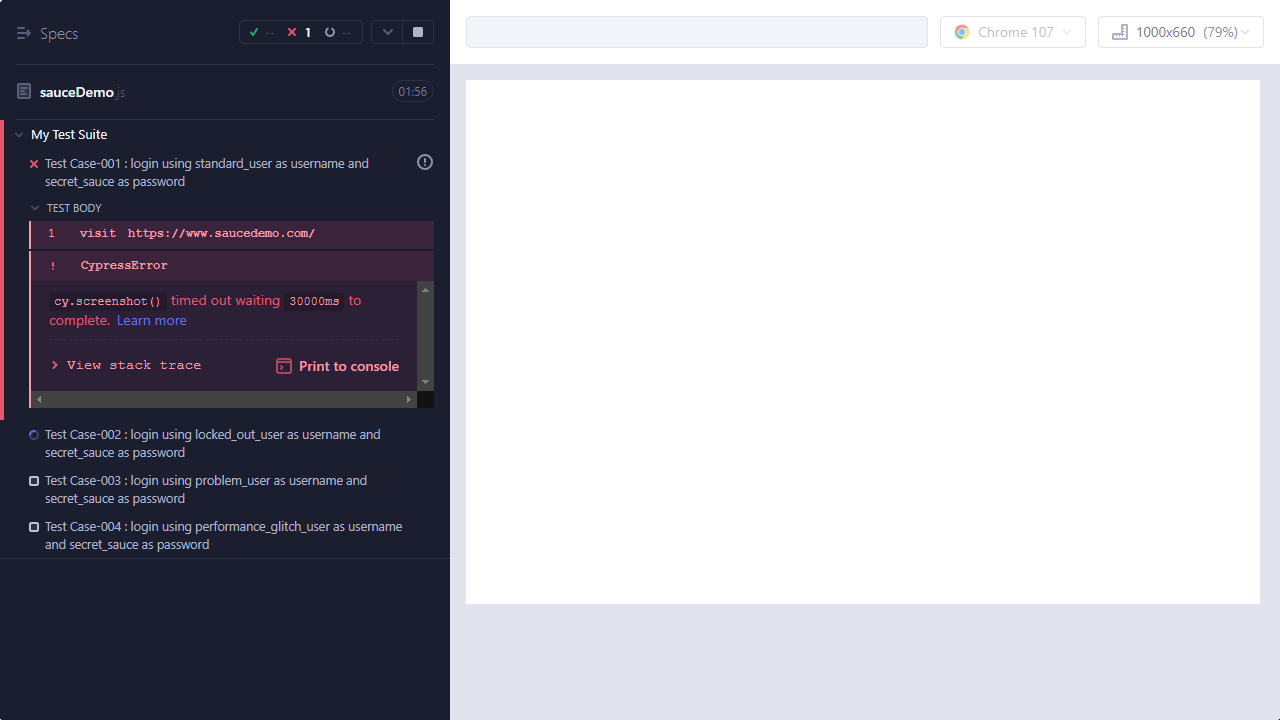 Specs
-- 1 --
sauceDemo.js
01:56
My Test Suite
Test Case-001 : login using standard_user as username and
secret_sauce as password
TEST BODY
1 visit https://www.saucedemo.com/
! CypressError
cy.screenshot() timed out waiting 30000ms to
complete. Learn more
View stack trace
Print to console
Test Case-002 : login using locked_out_user as username and
secret_sauce as password
Test Case-003 : login using problem_user as username and
secret_sauce as password
Test Case-004 : login using performance_glitch_user as username
and secret_sauce as password
Chrome 107
1000x660 (79%)